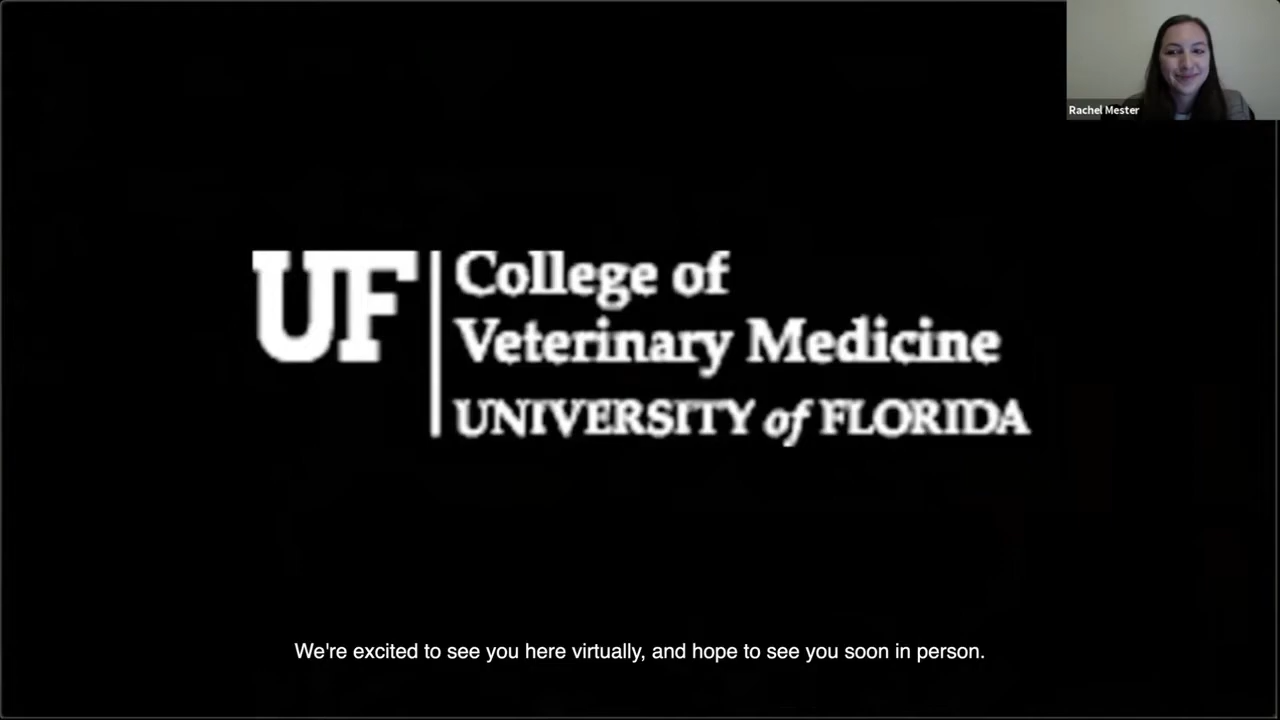 Rachel Mester
UF
College of
Veterinary Medicine
UNIVERSITY of FLORIDA
We're excited to see you here virtually, and hope to see you soon in person.